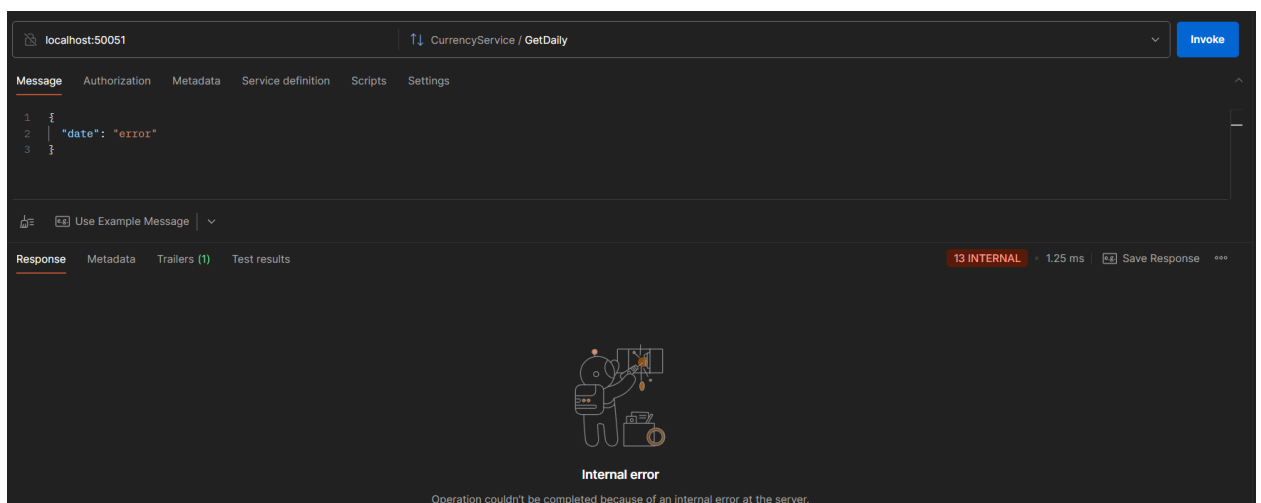 localhost:50051 CurrencyService / GetDaily Invoke
Message Authorization Metadata Service definition Scripts Settings
1 {
2 "date": "error"
3 }
e.g. Use Example Message
Response Metadata Trailers (1) Test results 13 INTERNAL 1.25 ms e.g. Save Response
Internal error
Operation couldn't be completed because of an internal error at the server.